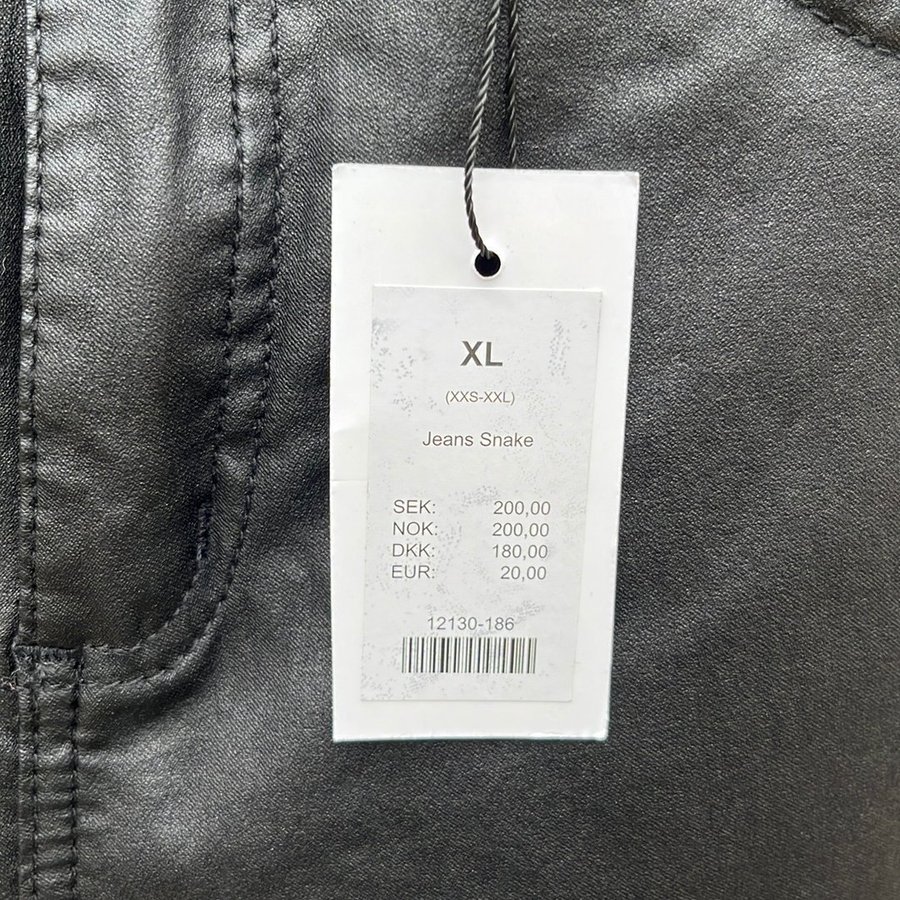 XL
(XXS-XXL)
Jeans Snake
SEK: 200,00
NOK: 200,00
DKK: 180,00
EUR: 20,00
12130-186